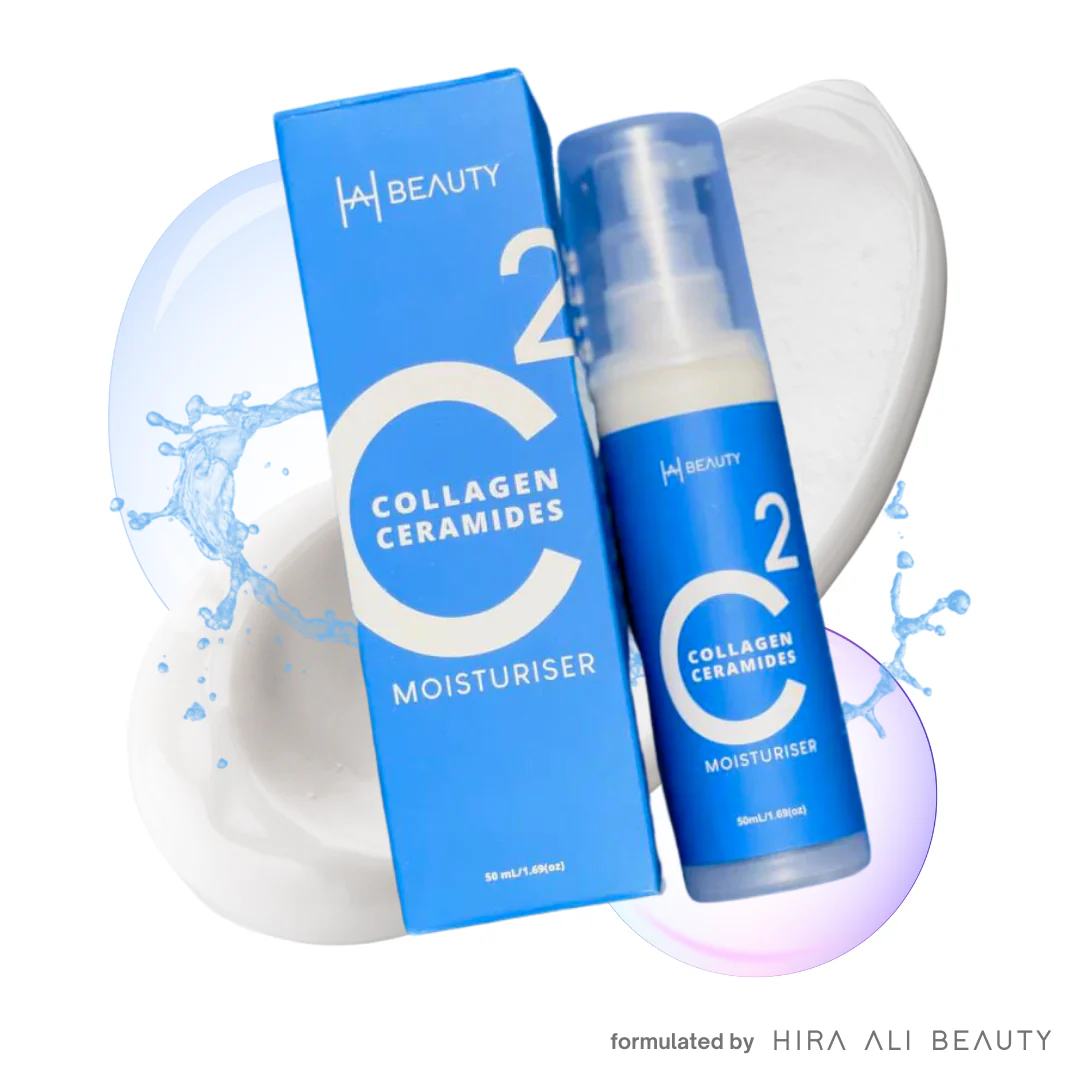 HA BEAUTY
2
C
COLLAGEN
CERAMIDES
MOISTURISER
50 mL/1.69(oz)
HA BEAUTY
2
C
COLLAGEN
CERAMIDES
MOISTURISER
50mL/1.69(oz)
formulated by HIRA ALI BEAUTY